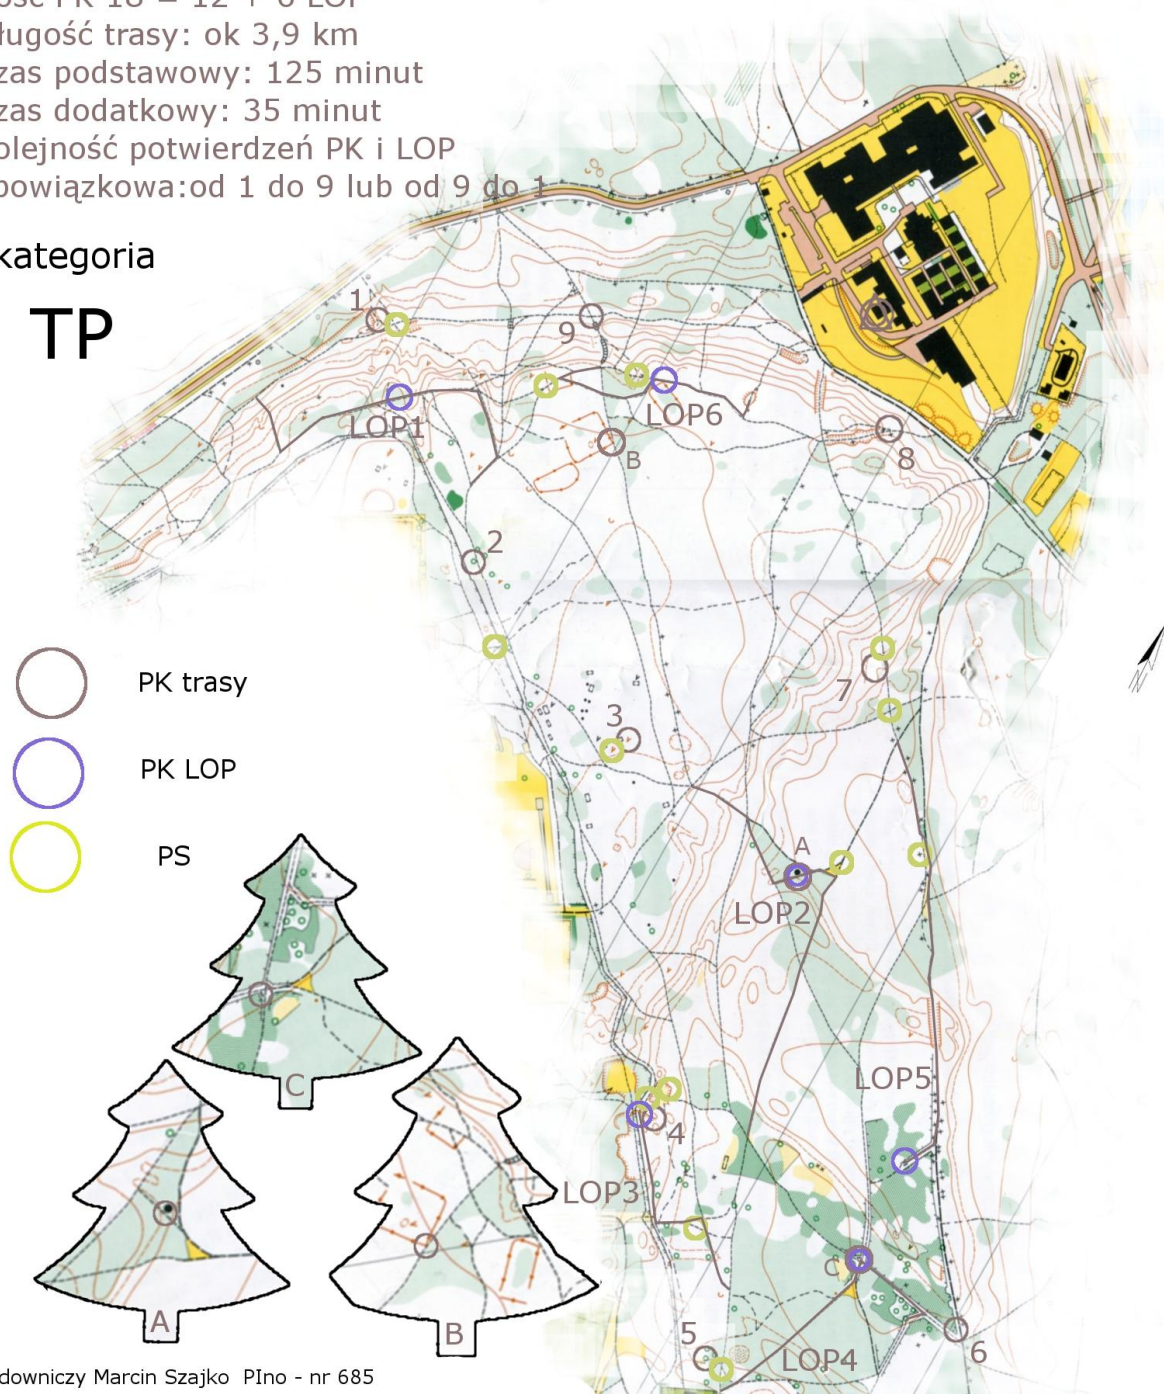 ługość trasy: ok 3,9 km
zas podstawowy: 125 minut
zas dodatkowy: 35 minut
olejność potwierdzeń PK i LOP
bowiązkowa:od 1 do 9 lub od 9 do 1
kategoria
TP
1
9
LOP1
LOP6
B
8
2
7
3
PK trasy
PK LOP
PS
A
LOP2
LOP5
4
LOP3
C
5
6
LOP4
C
A
B
downiczy Marcin Szajko PIno - nr 685
N